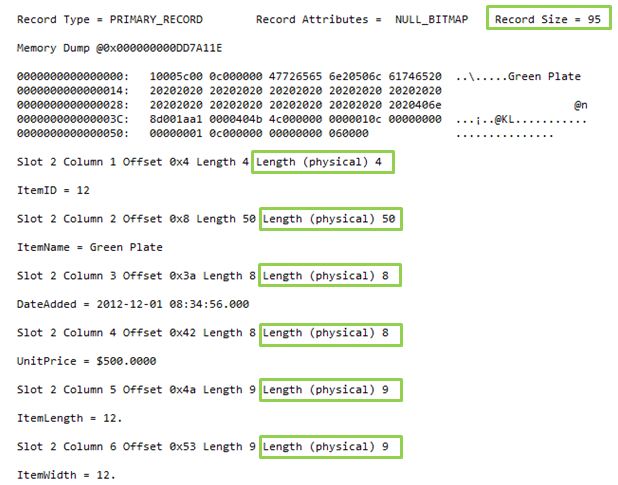 Record Type = PRIMARY_RECORD Record Attributes = NULL_BITMAP Record Size = 95
Memory Dump @0x000000000DD7A11E
0000000000000000: 10005c00 0c000000 47726565 6e20506c 61746520 ..\.....Green Plate
0000000000000014: 20202020 20202020 20202020 20202020 20202020
0000000000000028: 20202020 20202020 20202020 20202020 2020406e @n
000000000000003C: 8d001aa1 0000404b 4c000000 0000010c 00000000 ...¡..@KL...........
0000000000000050: 00000001 0c000000 00000000 060000 ...............
Slot 2 Column 1 Offset 0x4 Length 4 Length (physical) 4
ItemID = 12
Slot 2 Column 2 Offset 0x8 Length 50 Length (physical) 50
ItemName = Green Plate
Slot 2 Column 3 Offset 0x3a Length 8 Length (physical) 8
DateAdded = 2012-12-01 08:34:56.000
Slot 2 Column 4 Offset 0x42 Length 8 Length (physical) 8
UnitPrice = $500.0000
Slot 2 Column 5 Offset 0x4a Length 9 Length (physical) 9
ItemLength = 12.
Slot 2 Column 6 Offset 0x53 Length 9 Length (physical) 9
ItemWidth = 12.